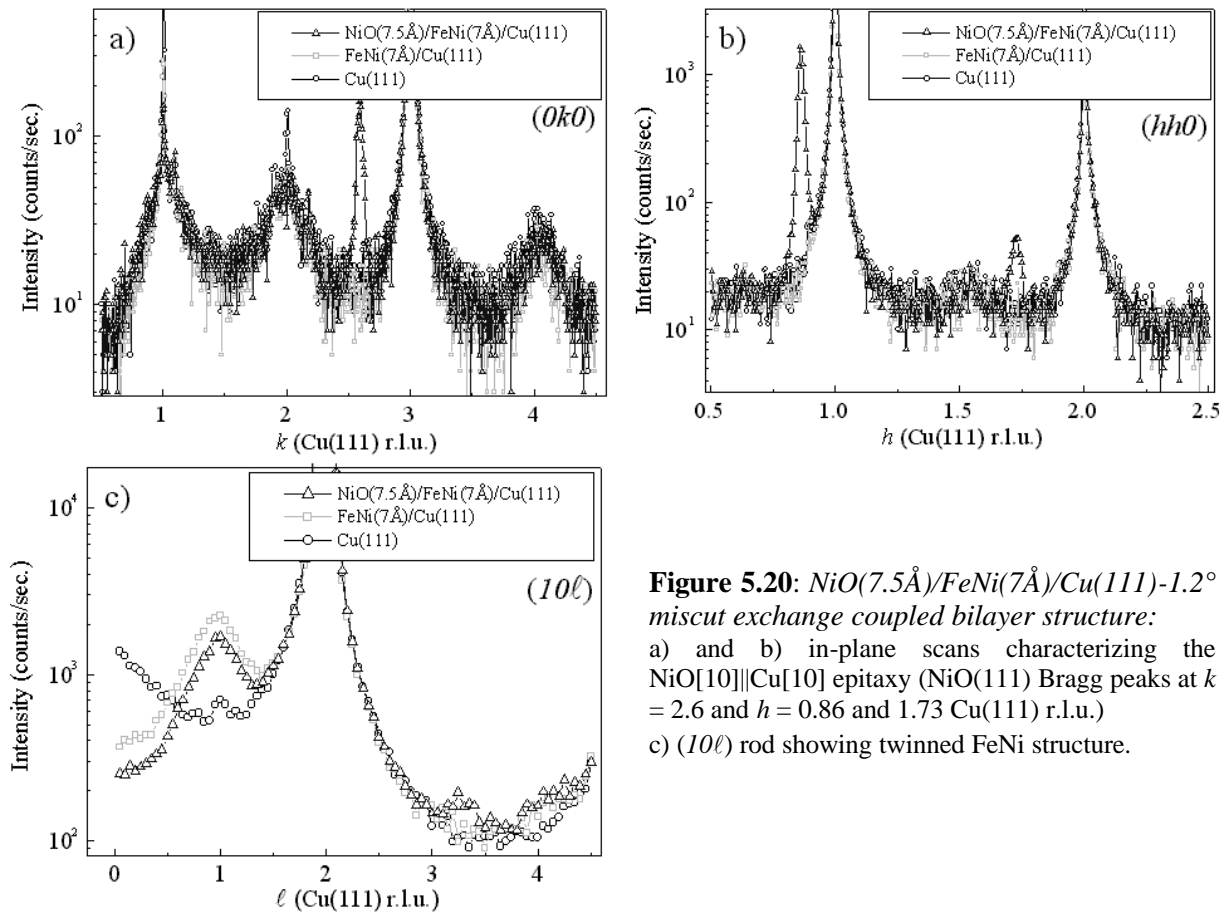 a)
NiO(7.5Å)/FeNi(7Å)/Cu(111)
FeNi(7Å)/Cu(111)
Cu(111)
(0k0)
Intensity (counts/sec.)
10²
10¹
1 2 3 4
k (Cu(111) r.l.u.)
b)
NiO(7.5Å)/FeNi(7Å)/Cu(111)
FeNi(7Å)/Cu(111)
Cu(111)
(hh0)
Intensity (counts/sec.)
10³
10²
10¹
0.5 1.0 1.5 2.0 2.5
h (Cu(111) r.l.u.)
c)
NiO(7.5Å)/FeNi(7Å)/Cu(111)
FeNi(7Å)/Cu(111)
Cu(111)
(10ℓ)
Intensity (counts/sec.)
10⁴
10³
10²
0 1 2 3 4
ℓ (Cu(111) r.l.u.)
Figure 5.20: NiO(7.5Å)/FeNi(7Å)/Cu(111)-1.2°
miscut exchange coupled bilayer structure:
a) and b) in-plane scans characterizing the
NiO[10]||Cu[10] epitaxy (NiO(111) Bragg peaks at k
= 2.6 and h = 0.86 and 1.73 Cu(111) r.l.u.)
c) (10ℓ) rod showing twinned FeNi structure.